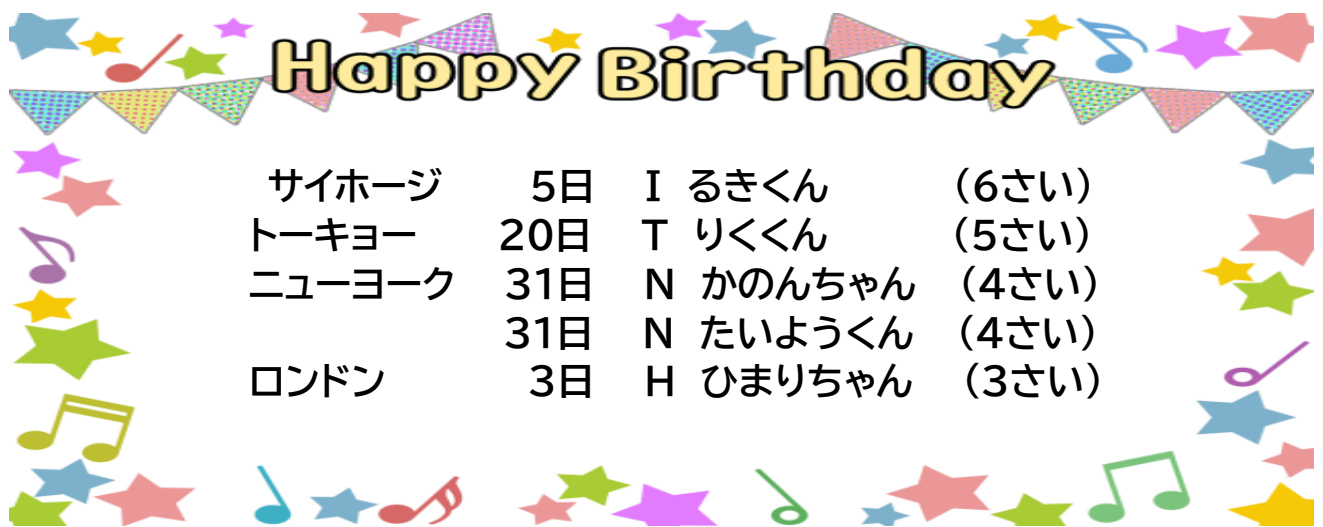 Happy Birthday
サイホージ 5日 I るきくん (6さい)
トーキョー 20日 T りくくん (5さい)
ニューヨーク 31日 N かのんちゃん (4さい)
31日 N たいようくん (4さい)
ロンドン 3日 H ひまりちゃん (3さい)